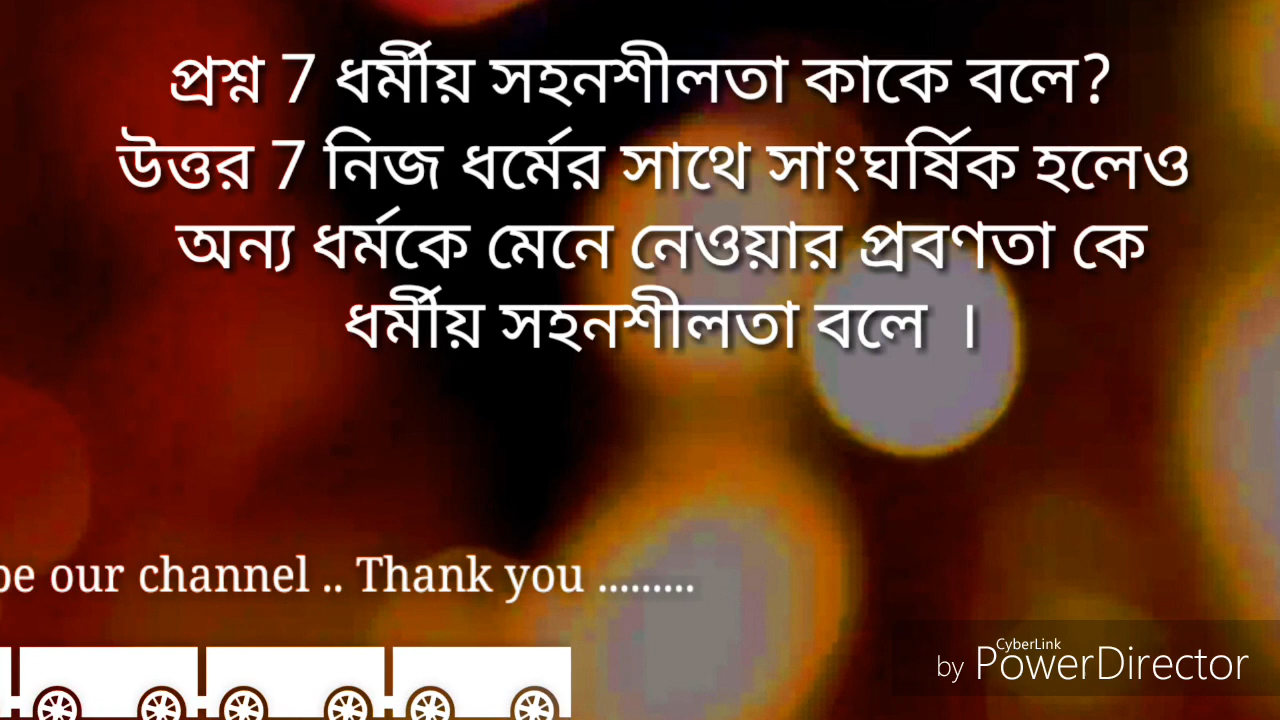 প্রশ্ন 7 ধর্মীয় সহনশীলতা কাকে বলে?
উত্তর 7 নিজ ধর্মের সাথে সাংঘর্ষিক হলেও
অন্য ধর্মকে মেনে নেওয়ার প্রবণতা কে
ধর্মীয় সহনশীলতা বলে ।
be our channel .. Thank you .........
by CyberLink PowerDirector